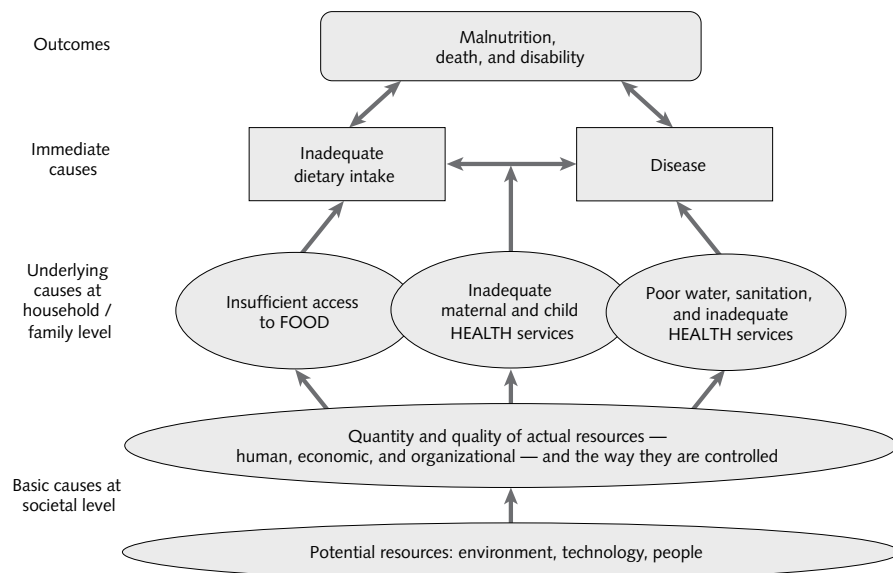 Outcomes
Malnutrition,
death, and disability
Immediate
causes
Inadequate
dietary intake
Disease
Underlying
causes at
household /
family level
Insufficient access
to FOOD
Inadequate
maternal and child
HEALTH services
Poor water, sanitation,
and inadequate
HEALTH services
Basic causes at
societal level
Quantity and quality of actual resources —
human, economic, and organizational — and the way they are controlled
Potential resources: environment, technology, people